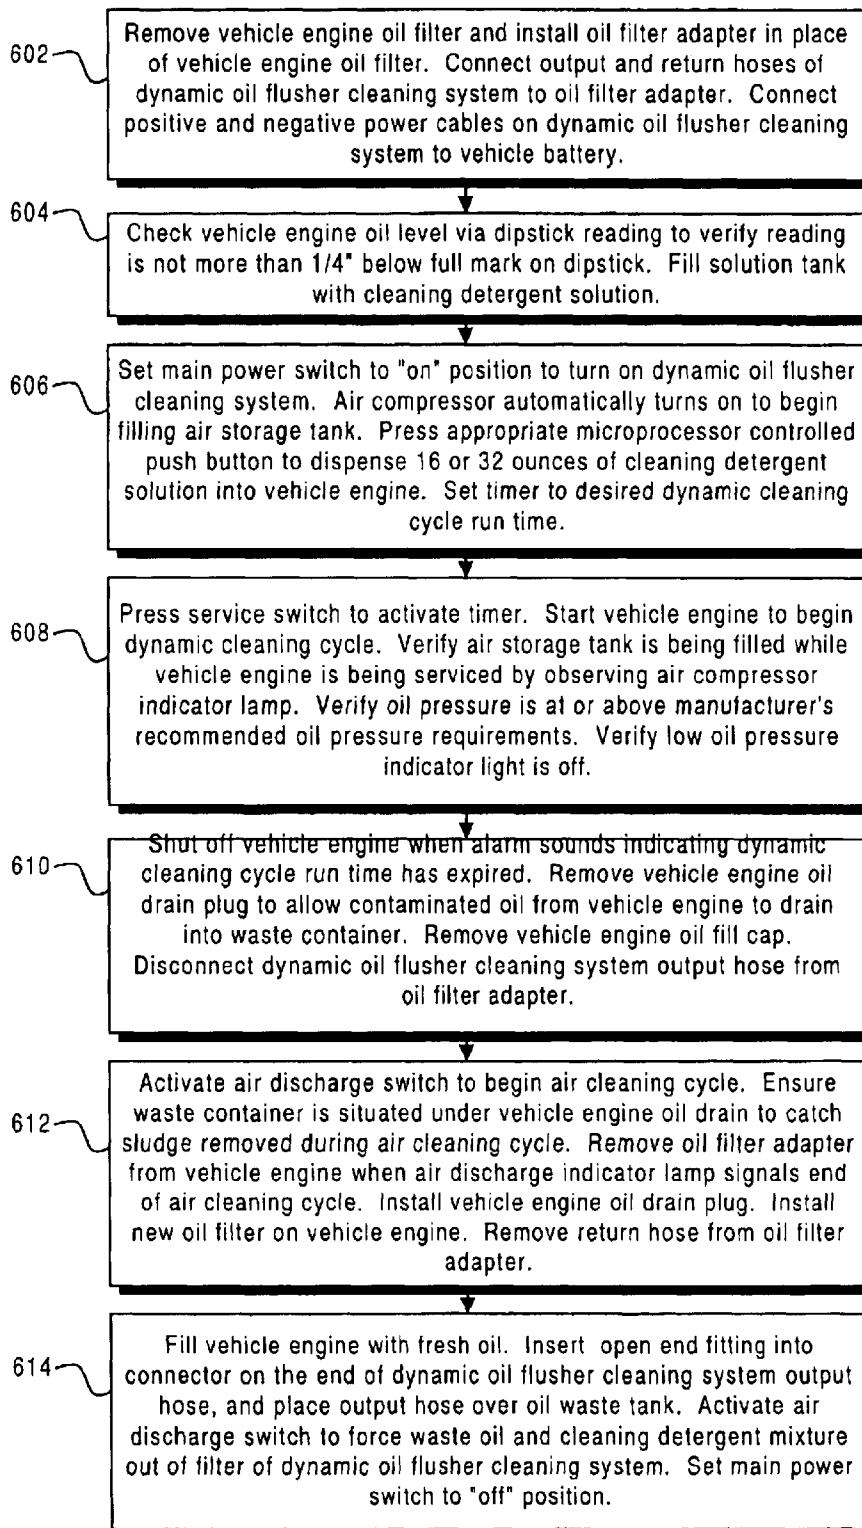 602
Remove vehicle engine oil filter and install oil filter adapter in place
of vehicle engine oil filter. Connect output and return hoses of
dynamic oil flusher cleaning system to oil filter adapter. Connect
positive and negative power cables on dynamic oil flusher cleaning
system to vehicle battery.
604
Check vehicle engine oil level via dipstick reading to verify reading
is not more than 1/4" below full mark on dipstick. Fill solution tank
with cleaning detergent solution.
606
Set main power switch to "on" position to turn on dynamic oil flusher
cleaning system. Air compressor automatically turns on to begin
filling air storage tank. Press appropriate microprocessor controlled
push button to dispense 16 or 32 ounces of cleaning detergent
solution into vehicle engine. Set timer to desired dynamic cleaning
cycle run time.
608
Press service switch to activate timer. Start vehicle engine to begin
dynamic cleaning cycle. Verify air storage tank is being filled while
vehicle engine is being serviced by observing air compressor
indicator lamp. Verify oil pressure is at or above manufacturer's
recommended oil pressure requirements. Verify low oil pressure
indicator light is off.
610
Shut off vehicle engine when alarm sounds indicating dynamic
cleaning cycle run time has expired. Remove vehicle engine oil
drain plug to allow contaminated oil from vehicle engine to drain
into waste container. Remove vehicle engine oil fill cap.
Disconnect dynamic oil flusher cleaning system output hose from
oil filter adapter.
612
Activate air discharge switch to begin air cleaning cycle. Ensure
waste container is situated under vehicle engine oil drain to catch
sludge removed during air cleaning cycle. Remove oil filter adapter
from vehicle engine when air discharge indicator lamp signals end
of air cleaning cycle. Install vehicle engine oil drain plug. Install
new oil filter on vehicle engine. Remove return hose from oil filter
adapter.
614
Fill vehicle engine with fresh oil. Insert open end fitting into
connector on the end of dynamic oil flusher cleaning system output
hose, and place output hose over oil waste tank. Activate air
discharge switch to force waste oil and cleaning detergent mixture
out of filter of dynamic oil flusher cleaning system. Set main power
switch to "off" position.